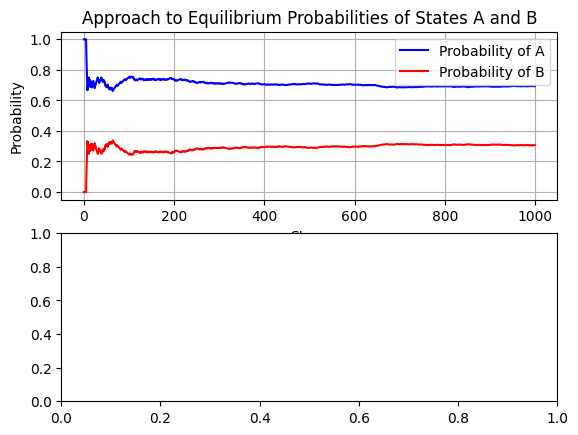 Approach to Equilibrium Probabilities of States A and B
Probability
1.0
0.8
0.6
0.4
0.2
0.0
Probability of A
Probability of B
0 200 400 600 800 1000
1.0
0.8
0.6
0.4
0.2
0.0
0.0 0.2 0.4 0.6 0.8 1.0